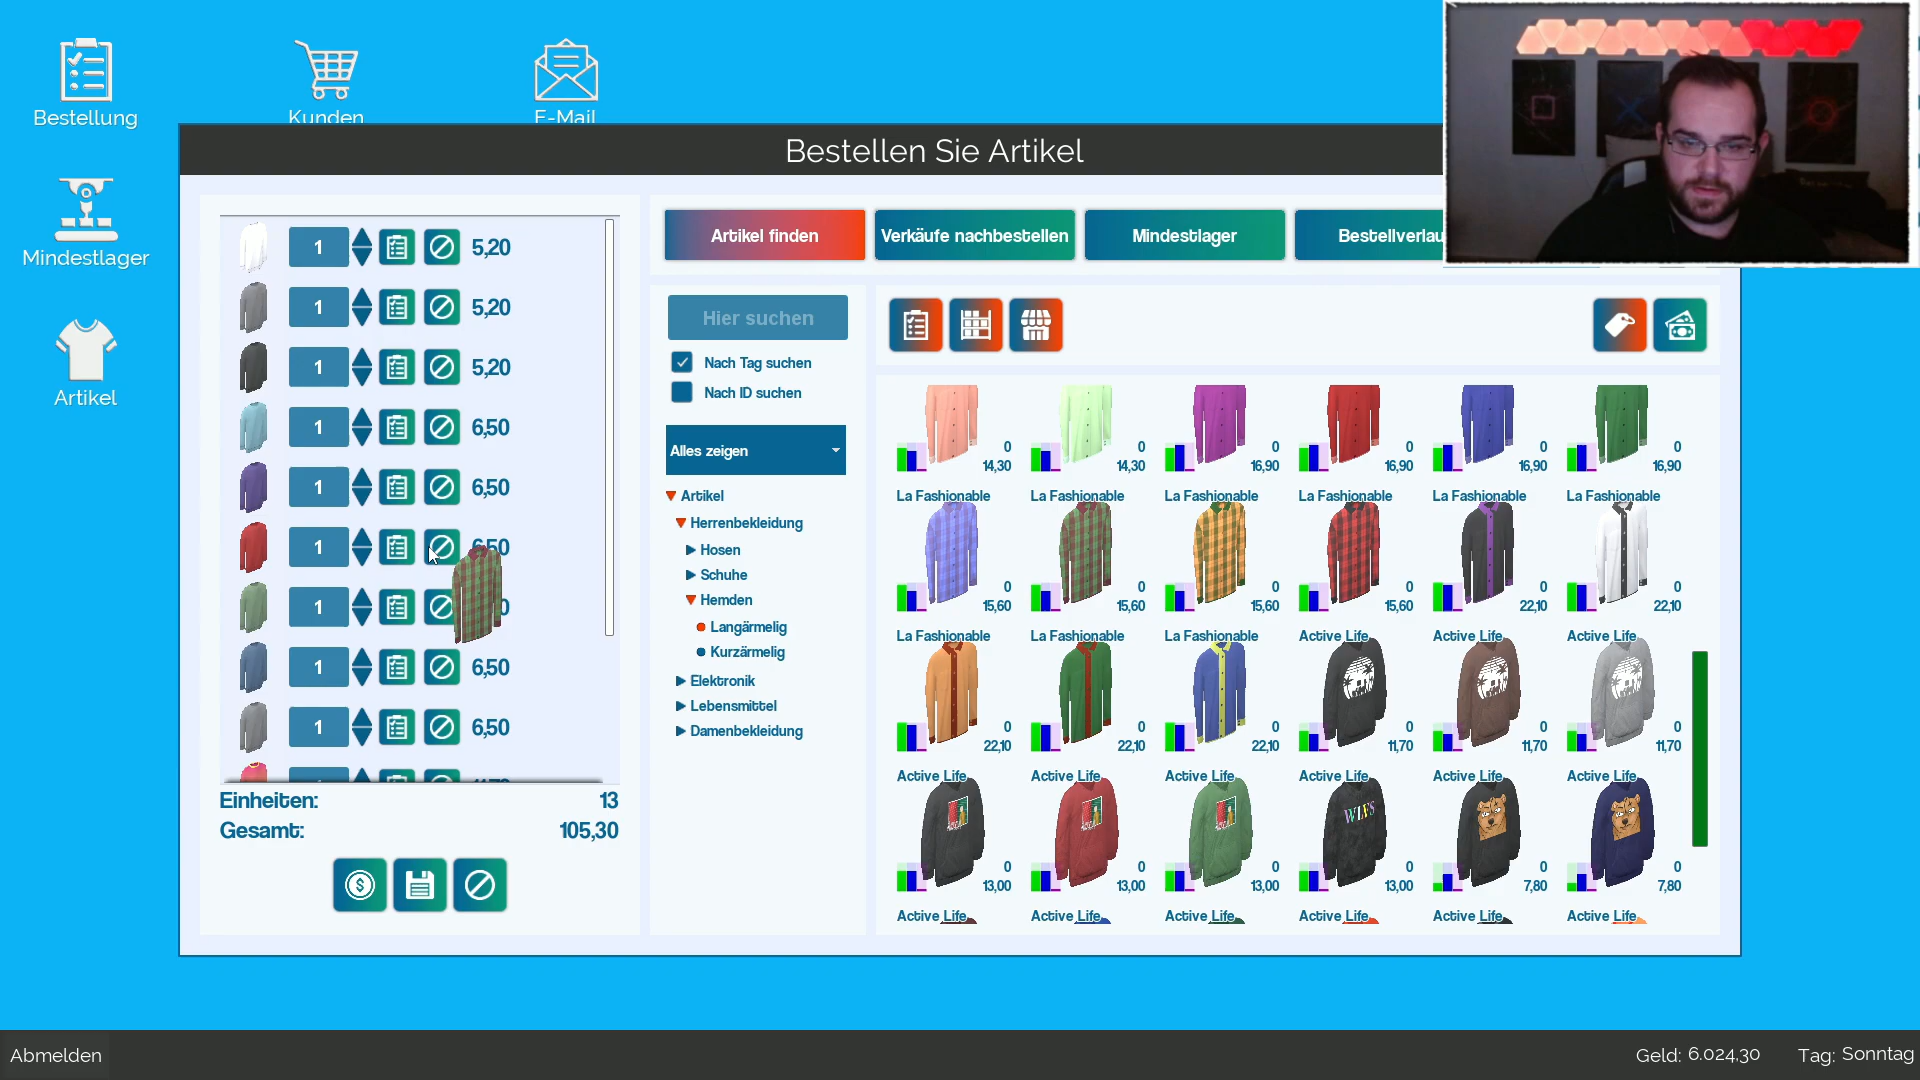 Bestellung
Kunden
E-Mail
Mindestlager
Artikel
Bestellen Sie Artikel
1 5,20
1 5,20
1 5,20
1 6,50
1 6,50
1 6,50
1
1 6,50
1 6,50
Einheiten: 13
Gesamt: 105,30
Artikel finden
Verkäufe nachbestellen
Mindestlager
Bestellverlau
Hier suchen
Nach Tag suchen
Nach ID suchen
Alles zeigen
Artikel
Herrenbekleidung
Hosen
Schuhe
Hemden
Langärmelig
Kurzärmelig
Elektronik
Lebensmittel
Damenbekleidung
0 0 0 0 0 0
14,30 14,30 16,90 16,90 16,90 16,90
La Fashionable La Fashionable La Fashionable La Fashionable La Fashionable La Fashionable
0 0 0 0 0 0
15,60 15,60 15,60 15,60 22,10 22,10
La Fashionable La Fashionable La Fashionable Active Life Active Life Active Life
0 0 0 0 0 0
22,10 22,10 22,10 11,70 11,70 11,70
Active Life Active Life Active Life Active Life Active Life Active Life
0 0 0 0 0 0
13,00 13,00 13,00 13,00 7,80 7,80
Active Life Active Life Active Life Active Life Active Life Active Life
Abmelden
Geld: 6.024,30
Tag: Sonntag